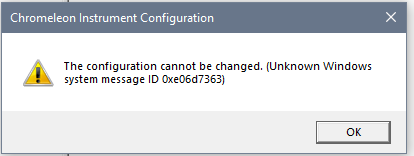 Chromeleon Instrument Configuration
The configuration cannot be changed. (Unknown Windows
system message ID 0xe06d7363)
OK